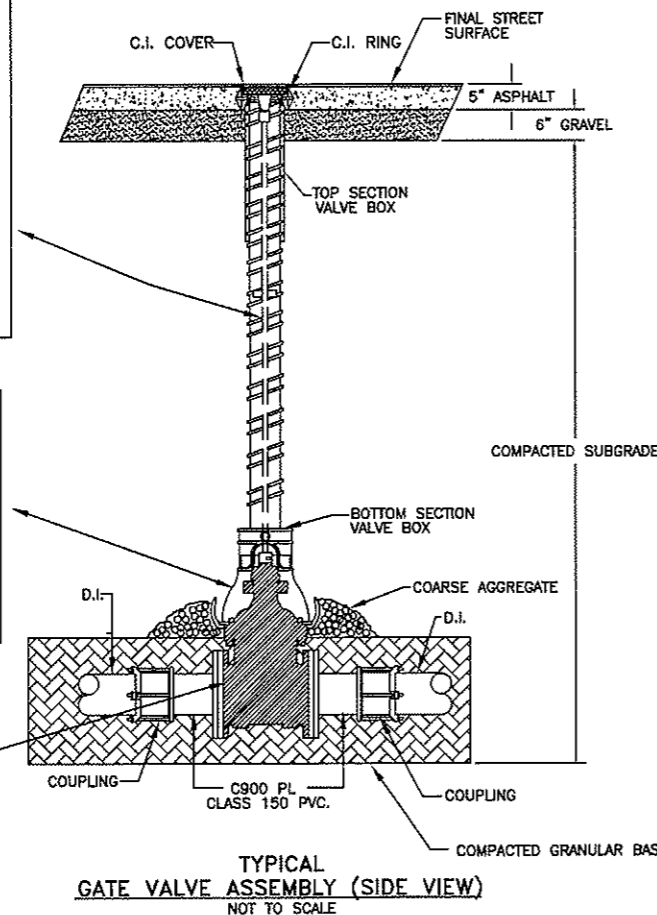 FINAL STREET
SURFACE
C.I. COVER
C.I. RING
5" ASPHALT
6" GRAVEL
TOP SECTION
VALVE BOX
COMPACTED SUBGRADE
BOTTOM SECTION
VALVE BOX
COARSE AGGREGATE
D.I.
D.I.
COUPLING
C900 PL
CLASS 150 PVC.
COUPLING
COMPACTED GRANULAR BAS
TYPICAL
GATE VALVE ASSEMBLY (SIDE VIEW)
NOT TO SCALE